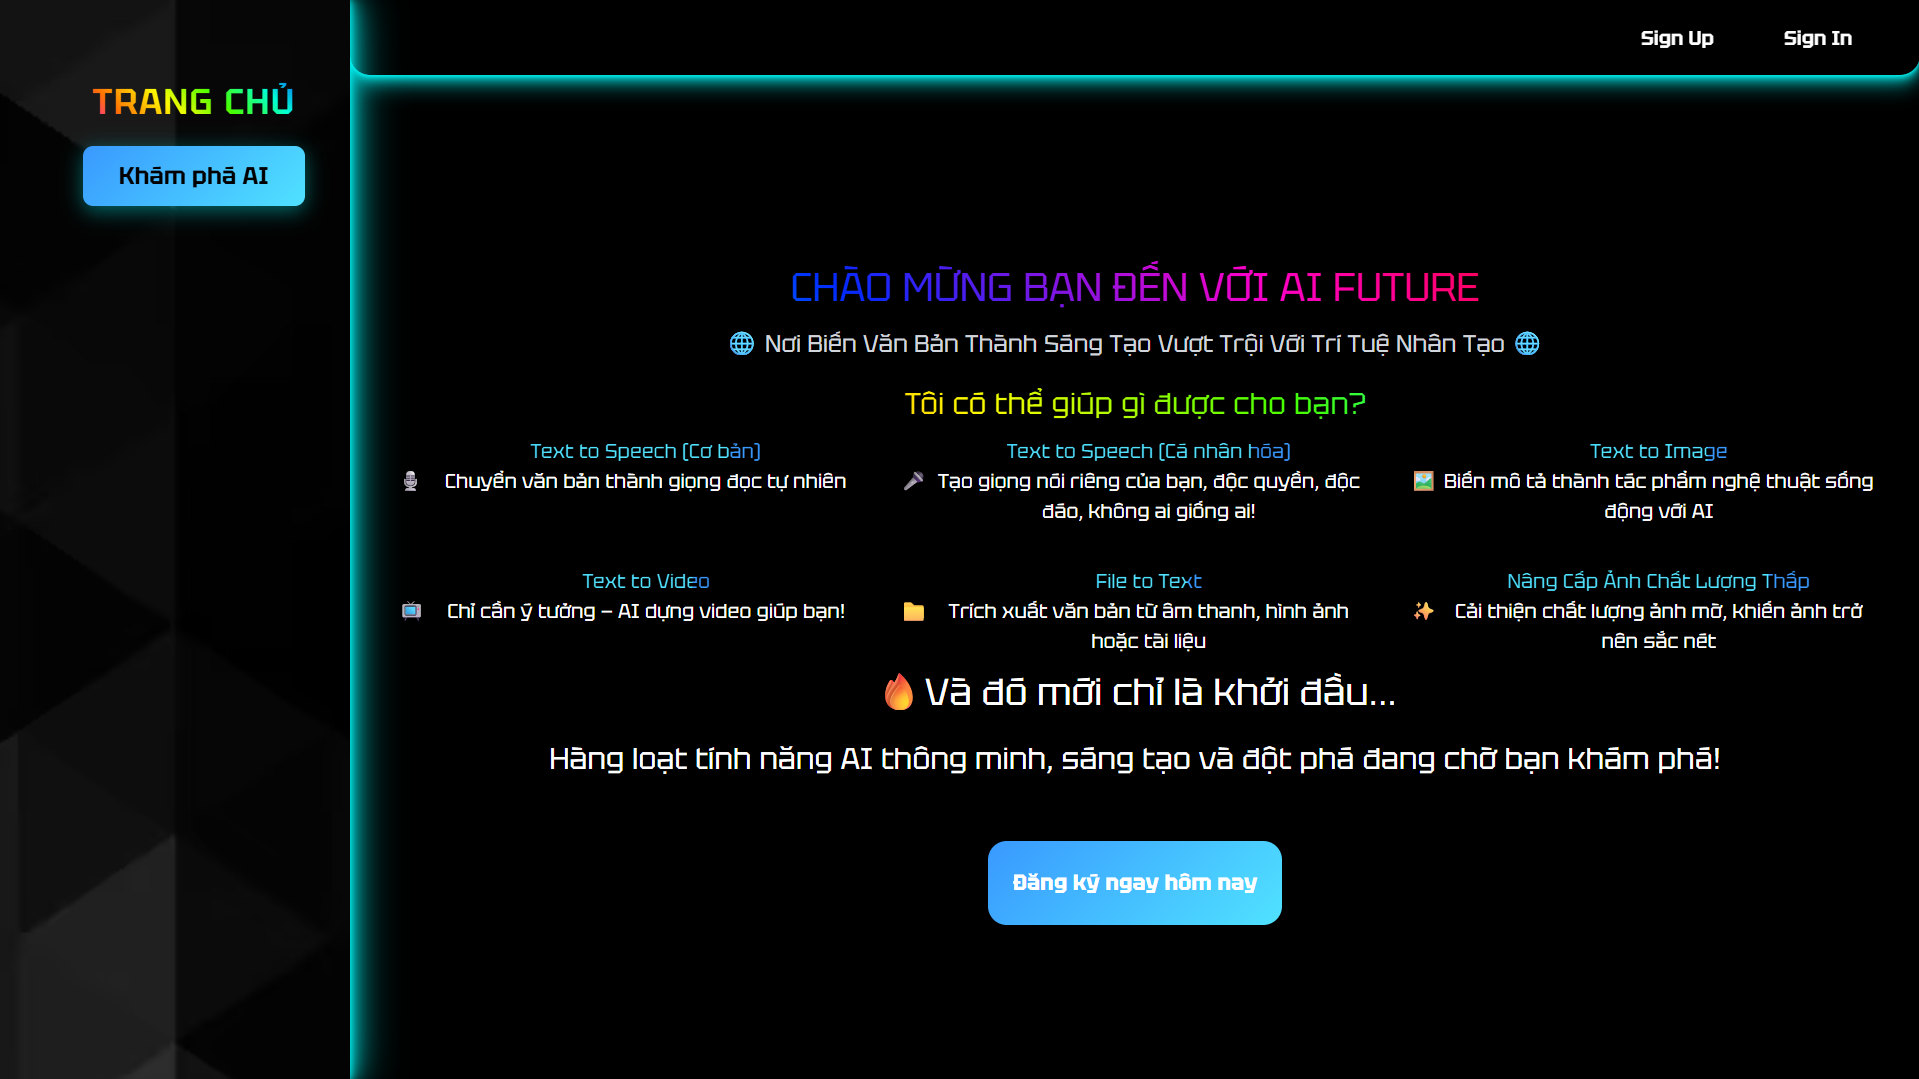 Sign Up
Sign In
TRANG CHỦ
Khám phá AI
CHÀO MỪNG BẠN ĐẾN VỚI AI FUTURE
🌐 Nơi Biến Văn Bản Thành Sáng Tạo Vượt Trội Với Trí Tuệ Nhân Tạo 🌐
Tôi có thể giúp gì được cho bạn?
Text to Speech (Cơ bản)
🎙️ Chuyển văn bản thành giọng đọc tự nhiên
Text to Speech (Cá nhân hóa)
🎤 Tạo giọng nói riêng của bạn, độc quyền, độc
đáo, không ai giống ai!
Text to Image
🖼️ Biến mô tả thành tác phẩm nghệ thuật sống
động với AI
Text to Video
📺 Chỉ cần ý tưởng – AI dựng video giúp bạn!
File to Text
📁 Trích xuất văn bản từ âm thanh, hình ảnh
hoặc tài liệu
Nâng Cấp Ảnh Chất Lượng Thấp
✨ Cải thiện chất lượng ảnh mờ, khiến ảnh trở
nên sắc nét
🔥 Và đó mới chỉ là khởi đầu...
Hàng loạt tính năng AI thông minh, sáng tạo và đột phá đang chờ bạn khám phá!
Đăng ký ngay hôm nay